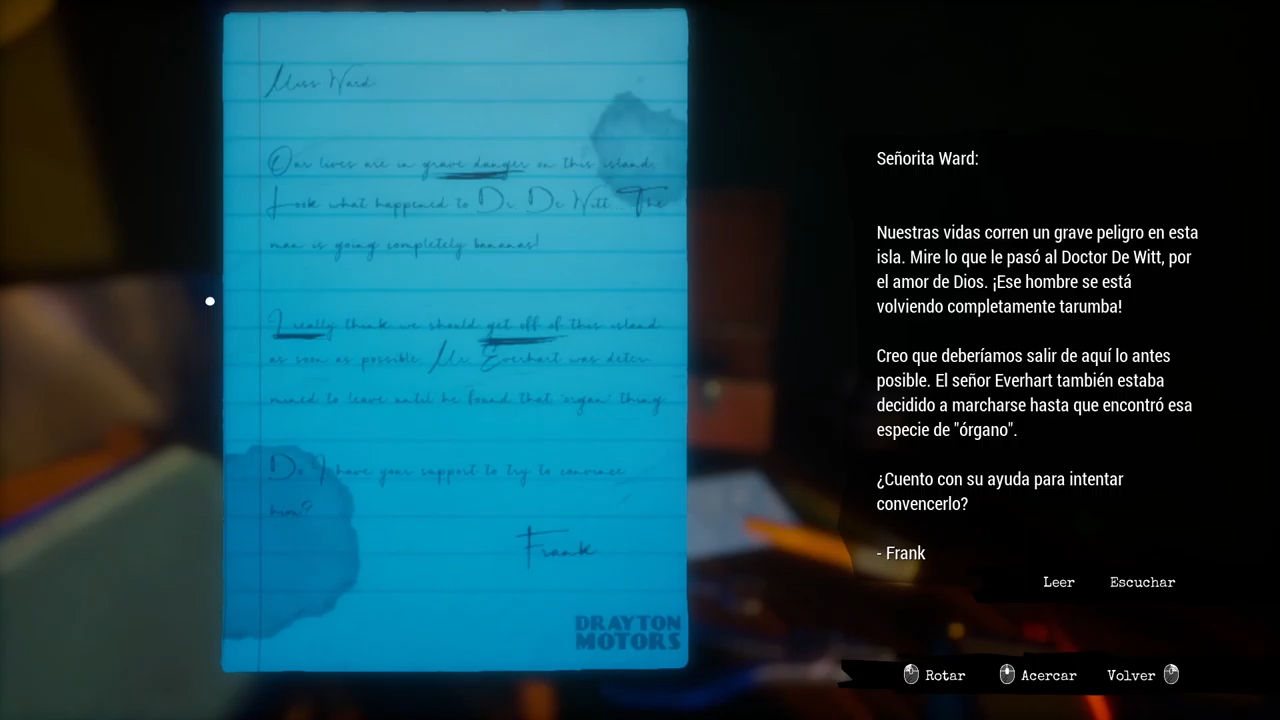 Miss Ward
Our lives are in grave danger on this island.
Look what happened to Dr. De Witt... The
man is going completely bananas!
I really think we should get off of this island
as soon as possible. Mr. Everhart was deter-
mined to leave until he found that "organ" thing.
Do I have your support to try to convince
him?
Frank
DRAYTON
MOTORS
Señorita Ward:
Nuestras vidas corren un grave peligro en esta
isla. Mire lo que le pasó al Doctor De Witt, por
el amor de Dios. ¡Ese hombre se está
volviendo completamente tarumba!
Creo que deberíamos salir de aquí lo antes
posible. El señor Everhart también estaba
decidido a marcharse hasta que encontró esa
especie de "órgano".
¿Cuento con su ayuda para intentar
convencerlo?
- Frank
Leer Escuchar
Rotar Acercar Volver